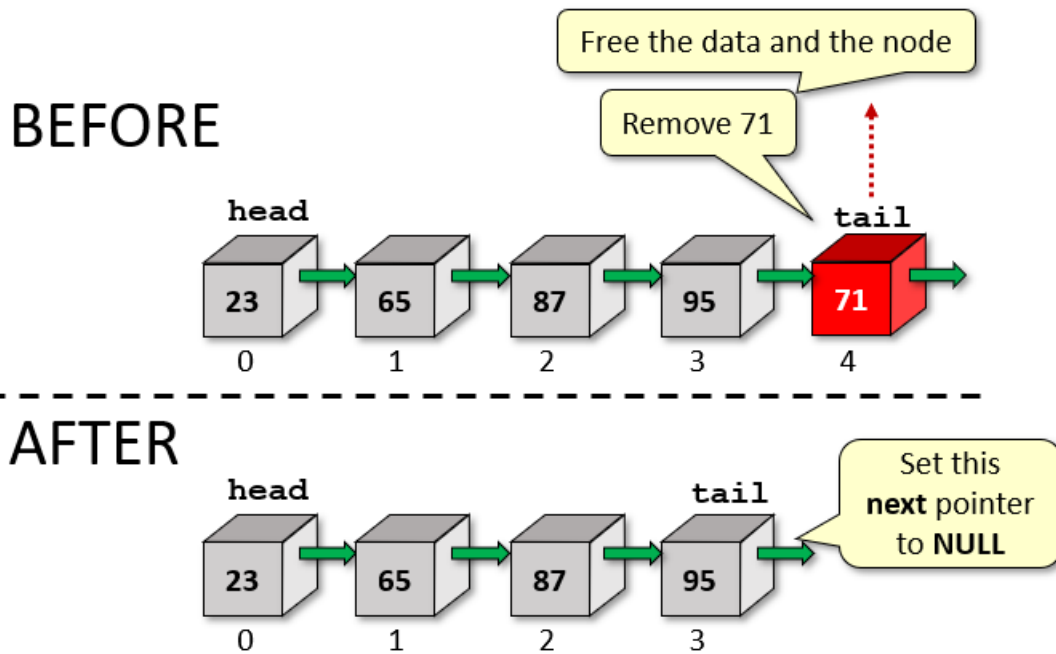 Free the data and the node
BEFORE
Remove 71
head
tail
23 65 87 95 71
0 1 2 3 4
AFTER
Set this
next pointer
to NULL
head
tail
23 65 87 95
0 1 2 3